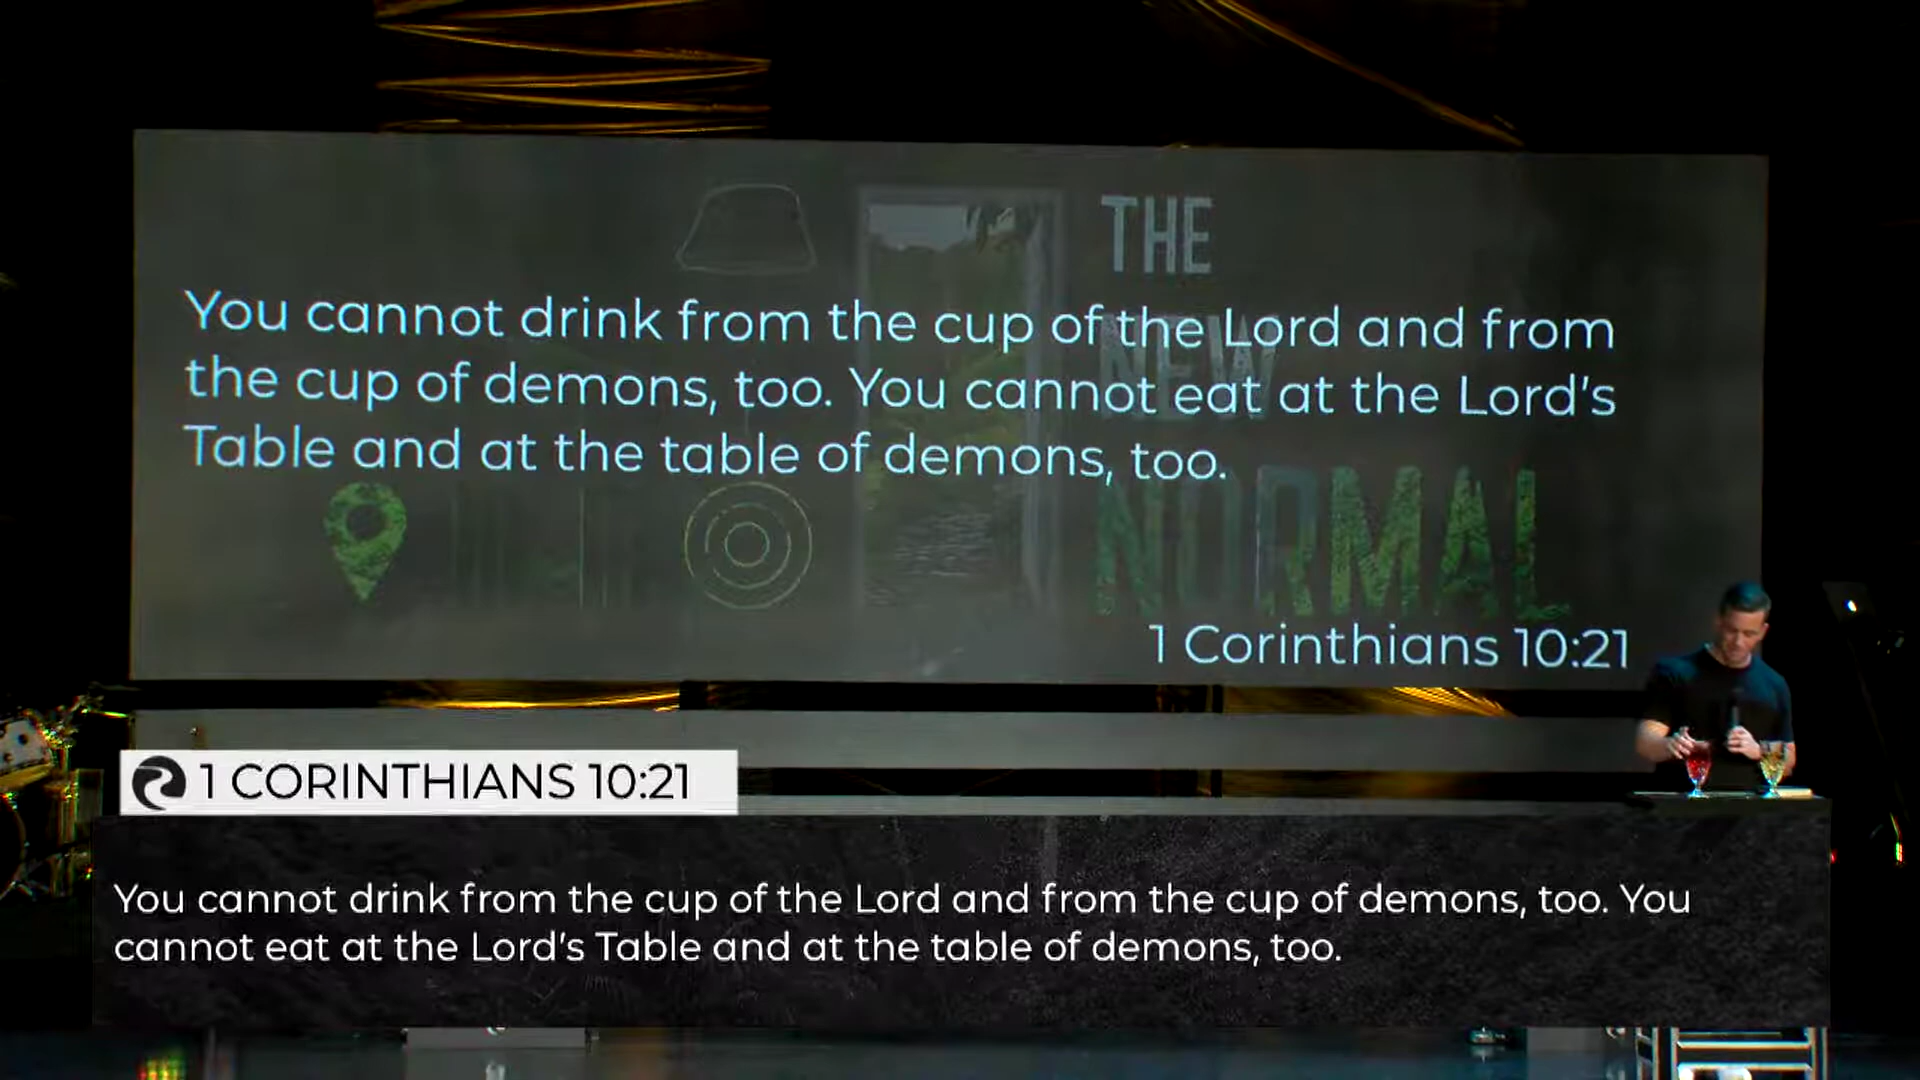 THE
NEW
NORMAL
You cannot drink from the cup of the Lord and from
the cup of demons, too. You cannot eat at the Lord's
Table and at the table of demons, too.
1 Corinthians 10:21
1 CORINTHIANS 10:21
You cannot drink from the cup of the Lord and from the cup of demons, too. You
cannot eat at the Lord's Table and at the table of demons, too.